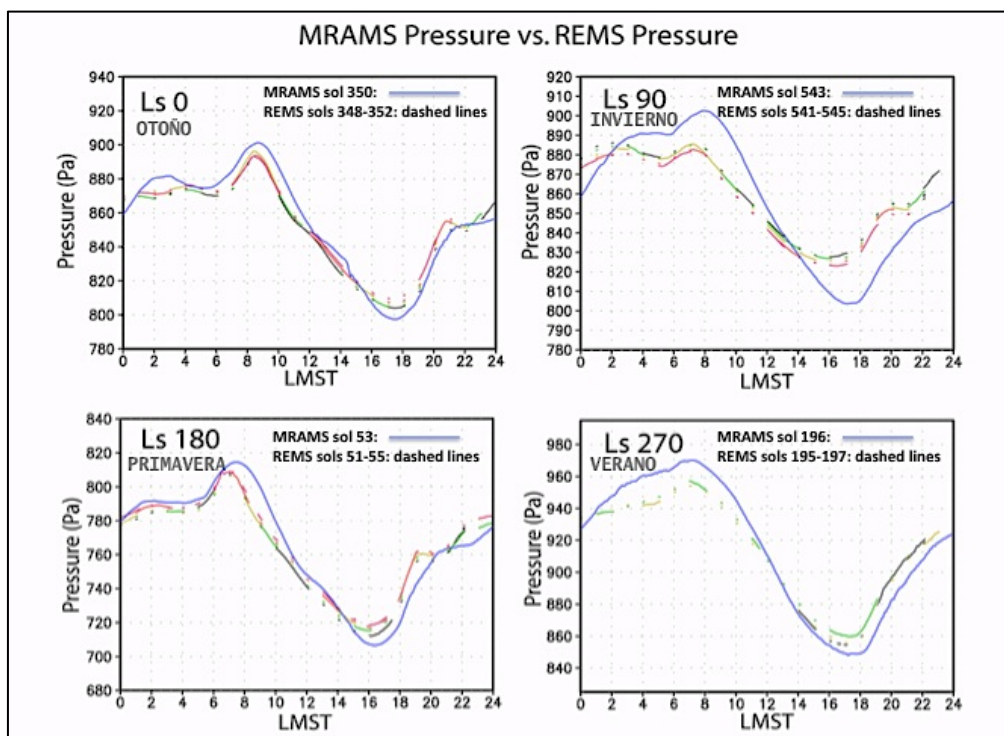 MRAMS Pressure vs. REMS Pressure
Ls 0
OTOÑO
MRAMS sol 350:
REMS sols 348-352: dashed lines
Pressure (Pa)
940
920
900
880
860
840
820
800
780
0 2 4 6 8 10 12 14 16 18 20 22 24
LMST
Ls 90
INVIERNO
MRAMS sol 543
REMS sols 541-545: dashed lines
Pressure (Pa)
920
910
900
890
880
870
860
850
840
830
820
810
800
790
780
0 2 4 6 8 10 12 14 16 18 20 22 24
LMST
Ls 180
PRIMAVERA
MRAMS sol 53:
REMS sols 51-55: dashed lines
Pressure (Pa)
840
820
800
780
760
740
720
700
680
0 2 4 6 8 10 12 14 16 18 20 22 24
LMST
Ls 270
VERANO
MRAMS sol 196:
REMS sols 195-197: dashed lines
Pressure (Pa)
980
960
940
920
900
880
860
840
0 2 4 6 8 10 12 14 16 18 20 22 24
LMST